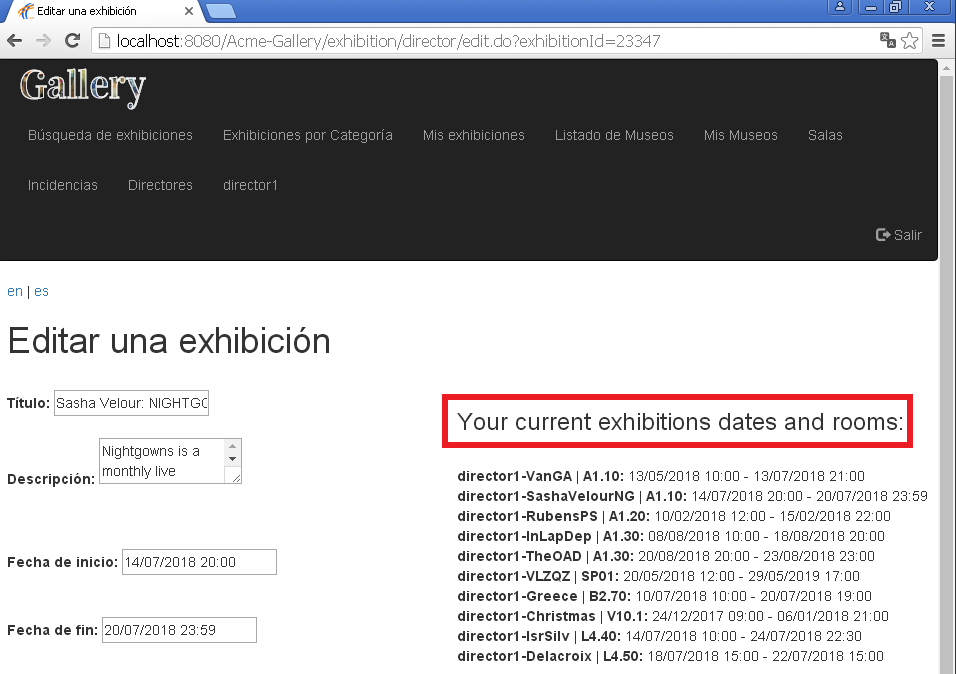 Editar una exhibición
localhost:8080/Acme-Gallery/exhibition/director/edit.do?exhibitionId=23347
Gallery
Búsqueda de exhibiciones Exhibiciones por Categoría Mis exhibiciones Listado de Museos Mis Museos Salas
Incidencias Directores director1
Salir
en | es
Editar una exhibición
Título: Sasha Velour: NIGHTGO
Descripción: Nightgowns is a
monthly live
Fecha de inicio: 14/07/2018 20:00
Fecha de fin: 20/07/2018 23:59
Your current exhibitions dates and rooms:
director1-VanGA | A1.10: 13/05/2018 10:00 - 13/07/2018 21:00
director1-SashaVelourNG | A1.10: 14/07/2018 20:00 - 20/07/2018 23:59
director1-RubensPS | A1.20: 10/02/2018 12:00 - 15/02/2018 22:00
director1-InLapDep | A1.30: 08/08/2018 10:00 - 18/08/2018 20:00
director1-TheOAD | A1.30: 20/08/2018 20:00 - 23/08/2018 23:00
director1-VLZQZ | SP01: 20/05/2018 12:00 - 29/05/2019 17:00
director1-Greece | B2.70: 10/07/2018 10:00 - 20/07/2018 19:00
director1-Christmas | V10.1: 24/12/2017 09:00 - 06/01/2018 21:00
director1-IsrSilv | L4.40: 14/07/2018 10:00 - 24/07/2018 22:30
director1-Delacroix | L4.50: 18/07/2018 15:00 - 22/07/2018 15:00